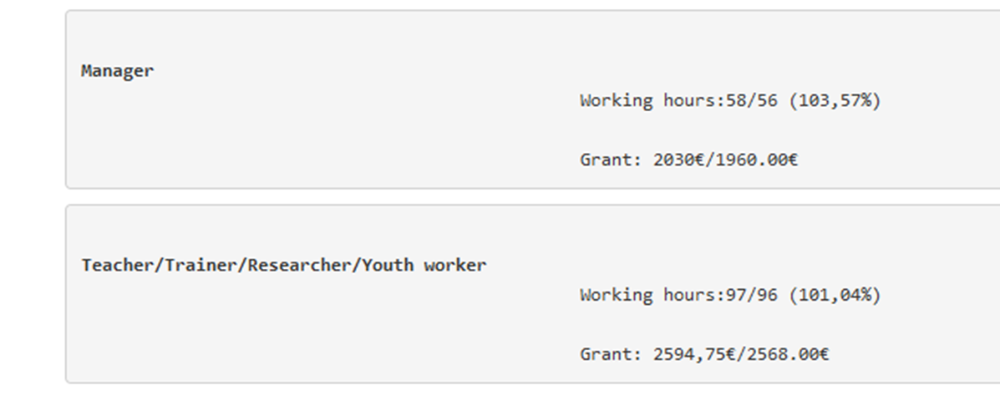 Manager
Working hours:58/56 (103,57%)
Grant: 2030€/1960.00€
Teacher/Trainer/Researcher/Youth worker
Working hours:97/96 (101,04%)
Grant: 2594,75€/2568.00€